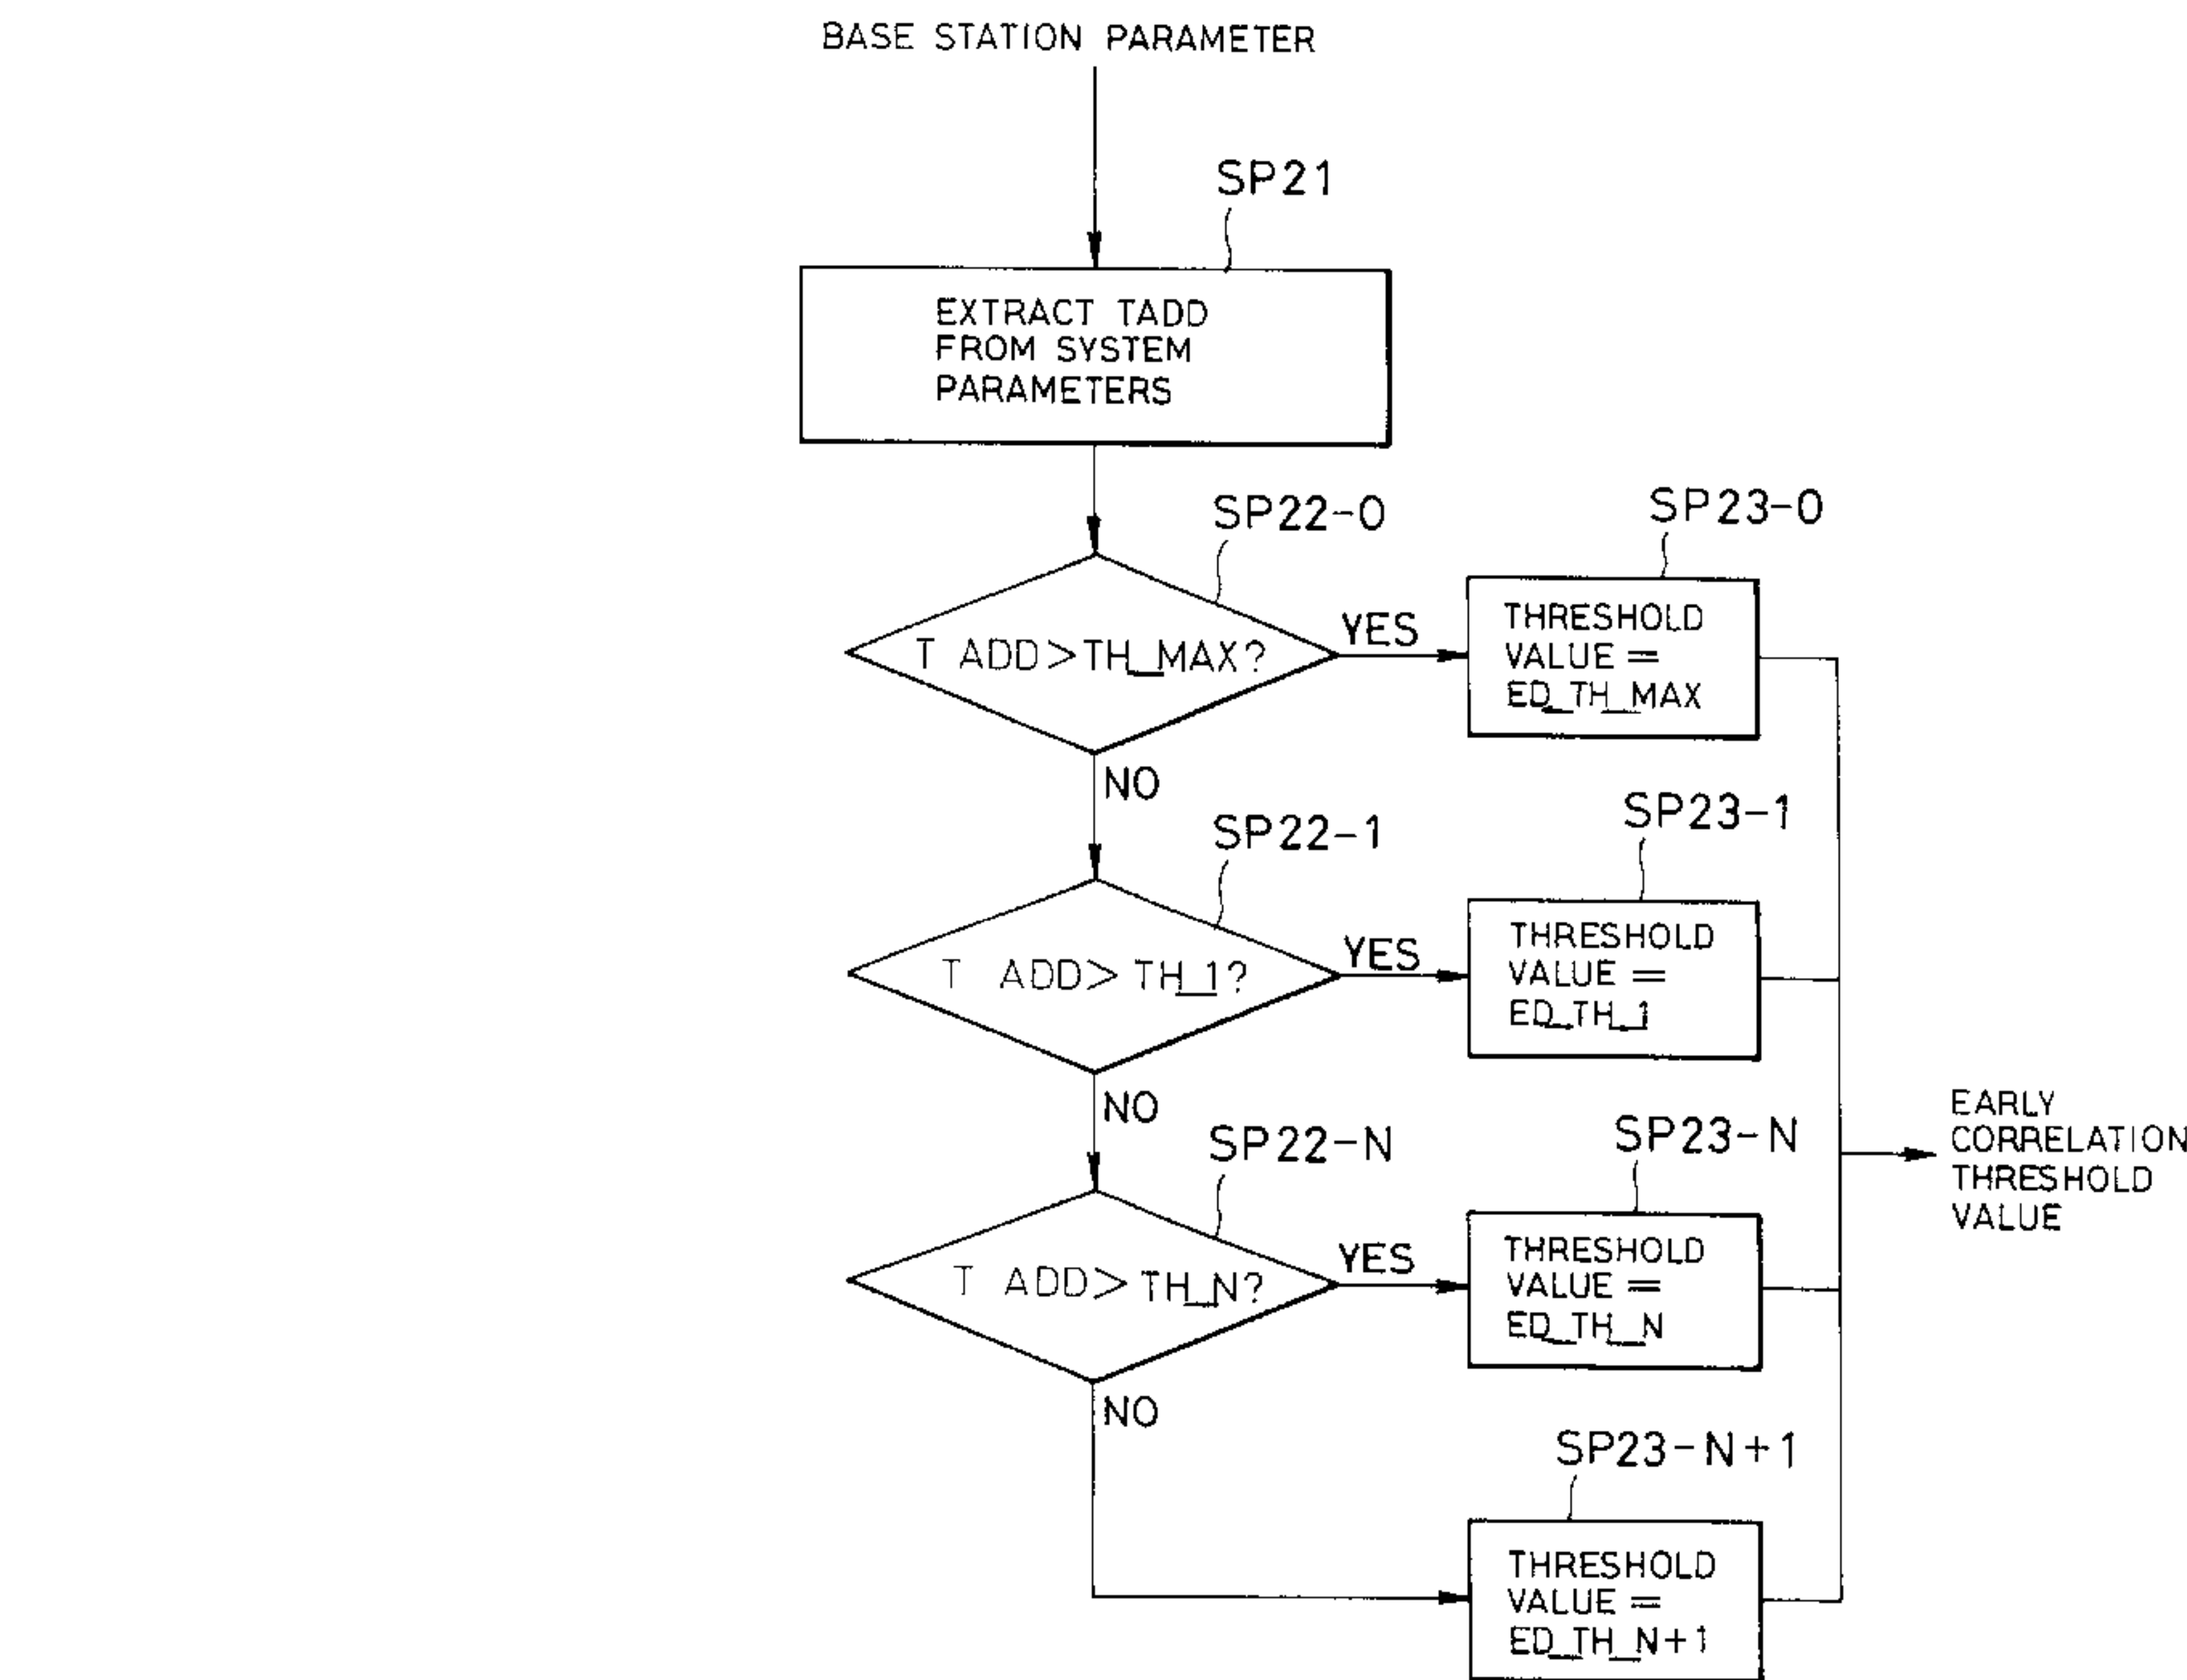 BASE STATION PARAMETER
SP21
EXTRACT TADD
FROM SYSTEM
PARAMETERS
SP22-0
SP23-0
T ADD>TH_MAX?
YES
THRESHOLD
VALUE =
ED_TH_MAX
NO
SP22-1
SP23-1
T ADD> TH_1?
YES
THRESHOLD
VALUE =
ED_TH_1
NO
SP22-N
SP23-N
EARLY
CORRELATION
THRESHOLD
VALUE
T ADD> TH_N?
YES
THRESHOLD
VALUE =
ED_TH_N
NO
SP23-N+1
THRESHOLD
VALUE =
ED_TH_N+1